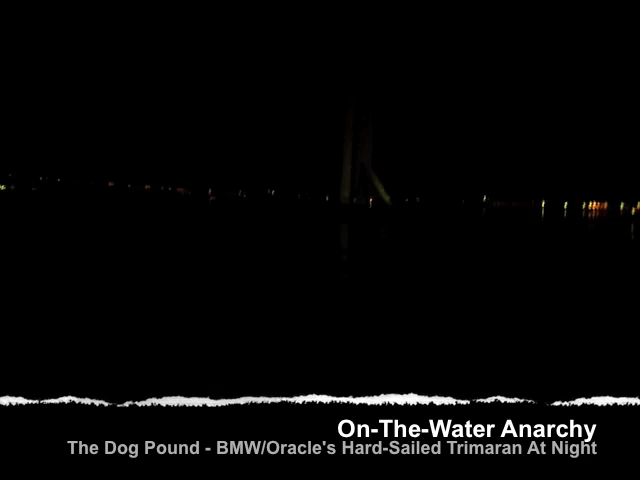 On-The-Water Anarchy
The Dog Pound - BMW/Oracle's Hard-Sailed Trimaran At Night